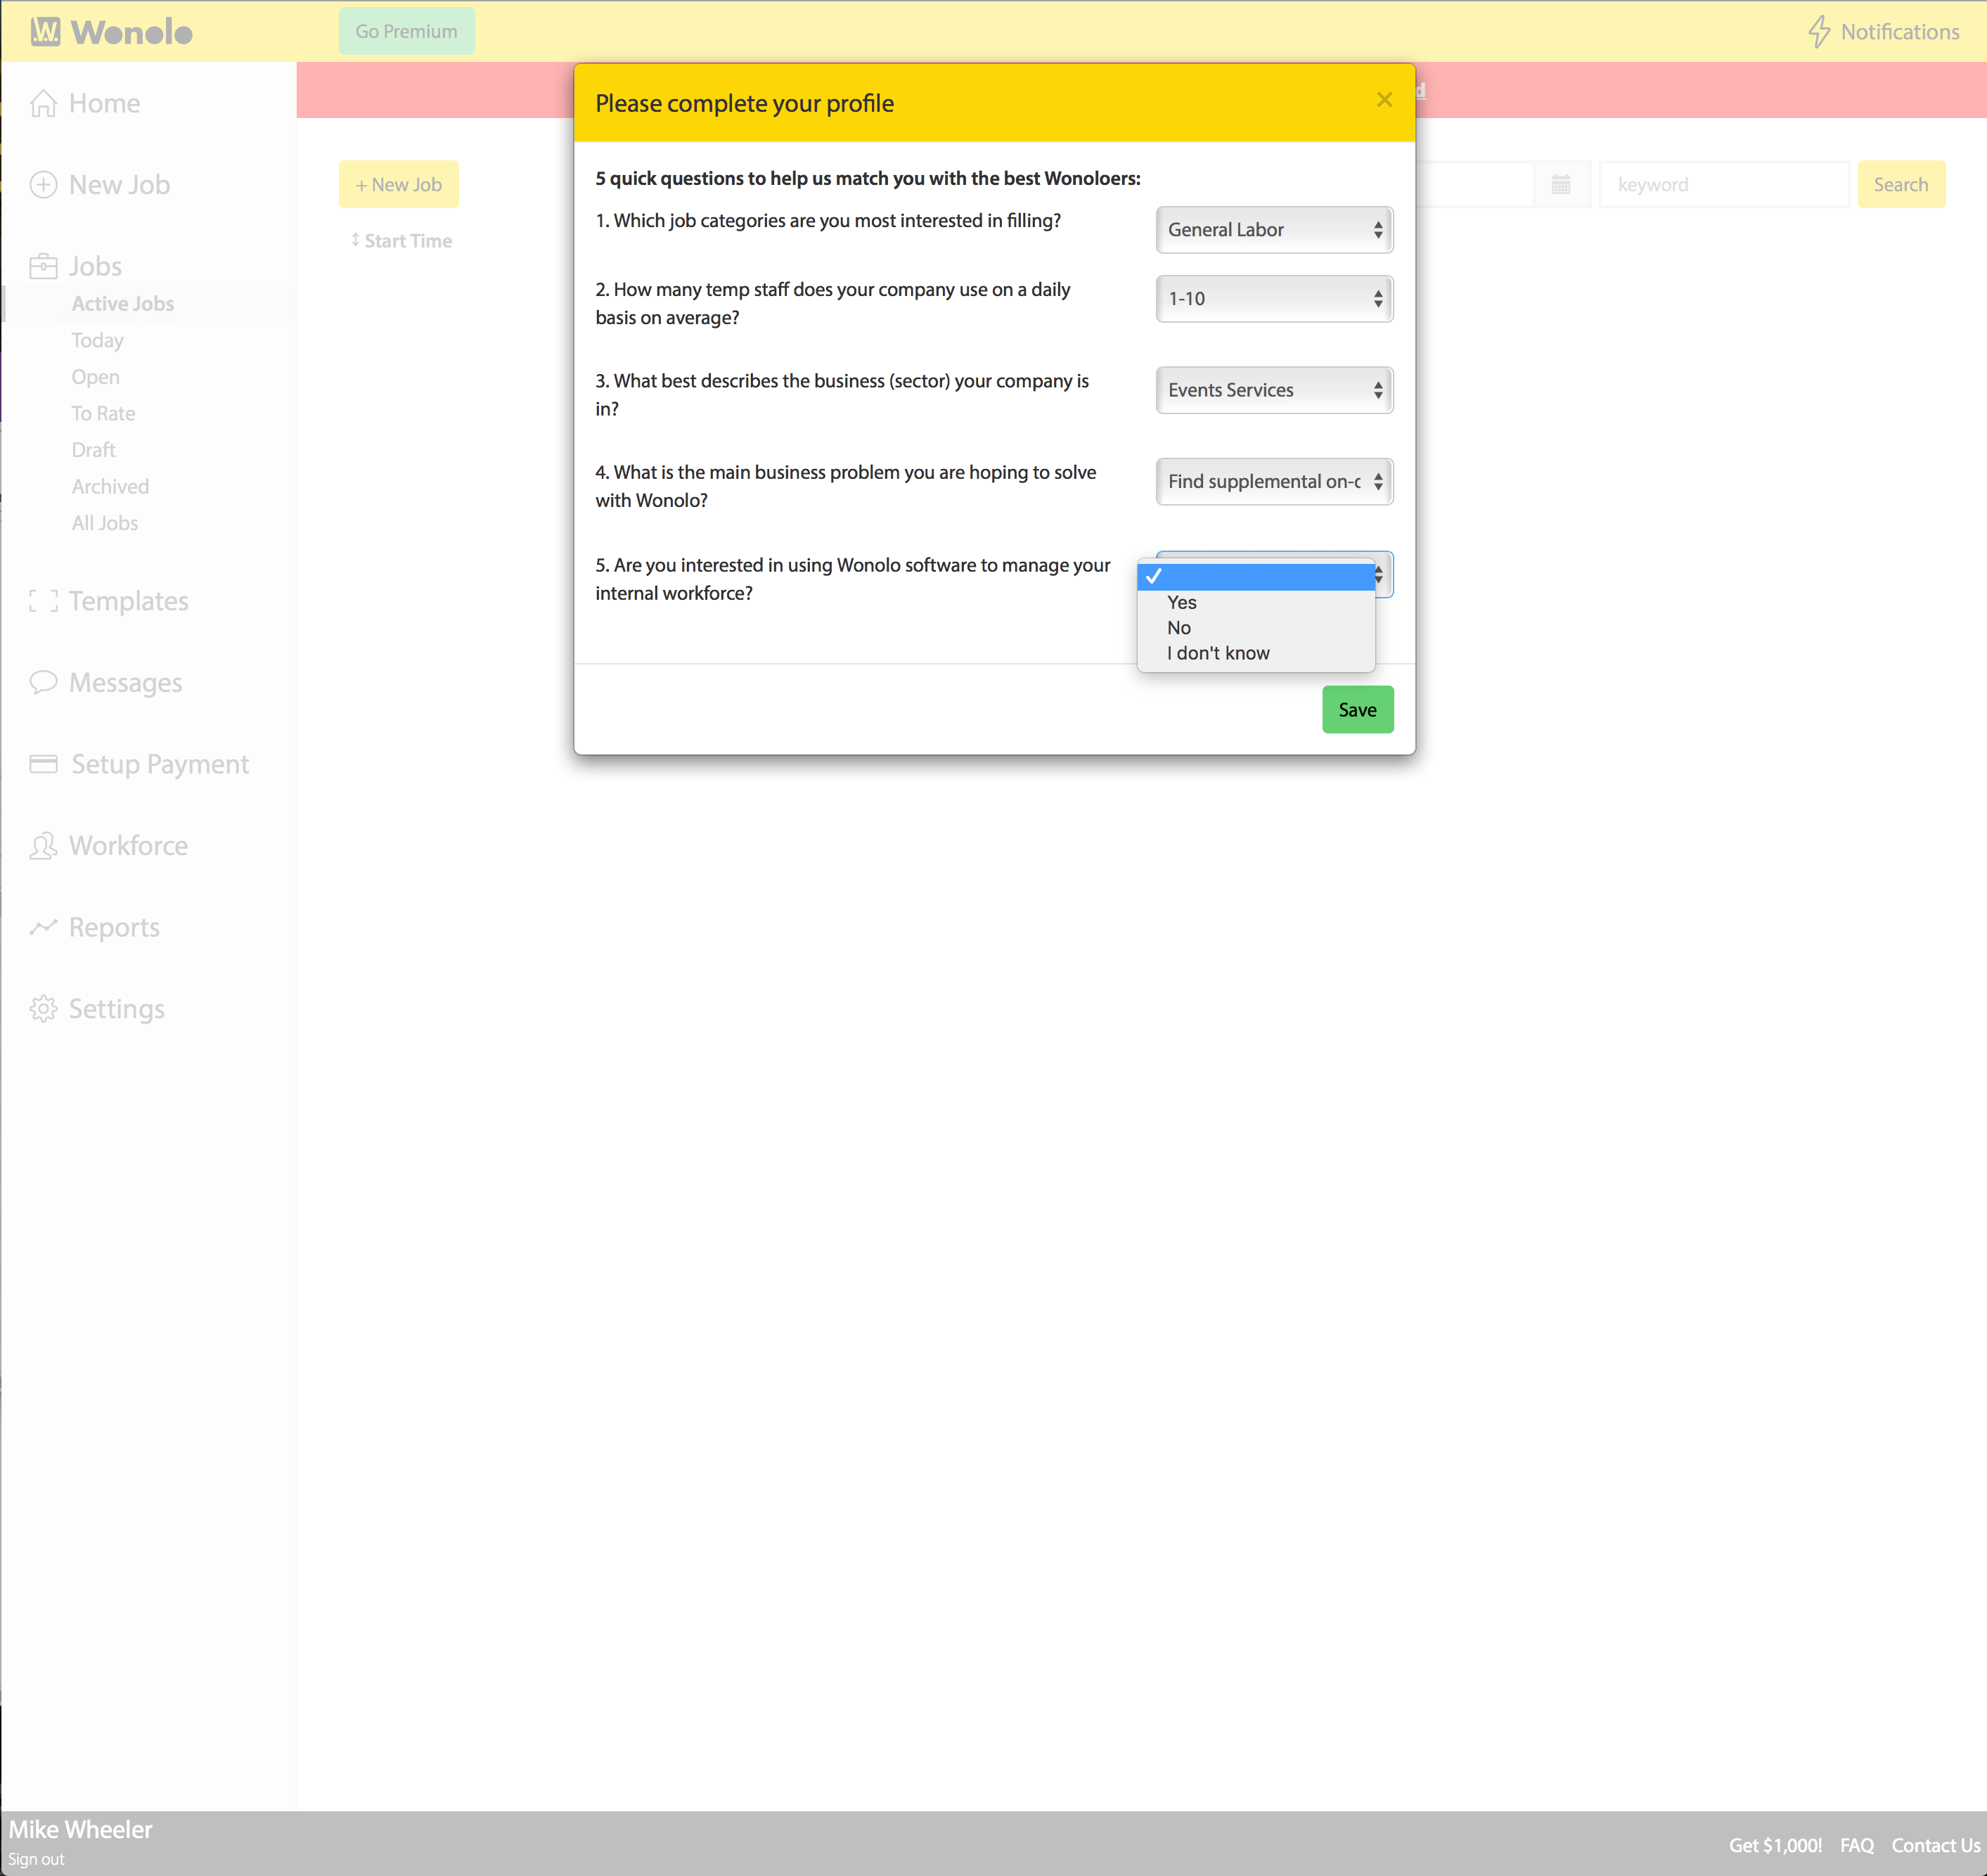 W Wonolo
Go Premium
Notifications
Home
New Job
Jobs
Active Jobs
Today
Open
To Rate
Draft
Archived
All Jobs
Templates
Messages
Setup Payment
Workforce
Reports
Settings
+ New Job
Start Time
keyword
Search
Please complete your profile
×
5 quick questions to help us match you with the best Wonoloers:
1. Which job categories are you most interested in filling?
General Labor
2. How many temp staff does your company use on a daily
basis on average?
1-10
3. What best describes the business (sector) your company is
in?
Events Services
4. What is the main business problem you are hoping to solve
with Wonolo?
Find supplemental on-
5. Are you interested in using Wonolo software to manage your
internal workforce?
Yes
No
I don't know
Save
Mike Wheeler
Sign out
Get $1,000!
FAQ
Contact Us